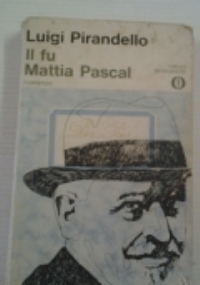 Luigi Pirandello
Il fu
Mattia Pascal